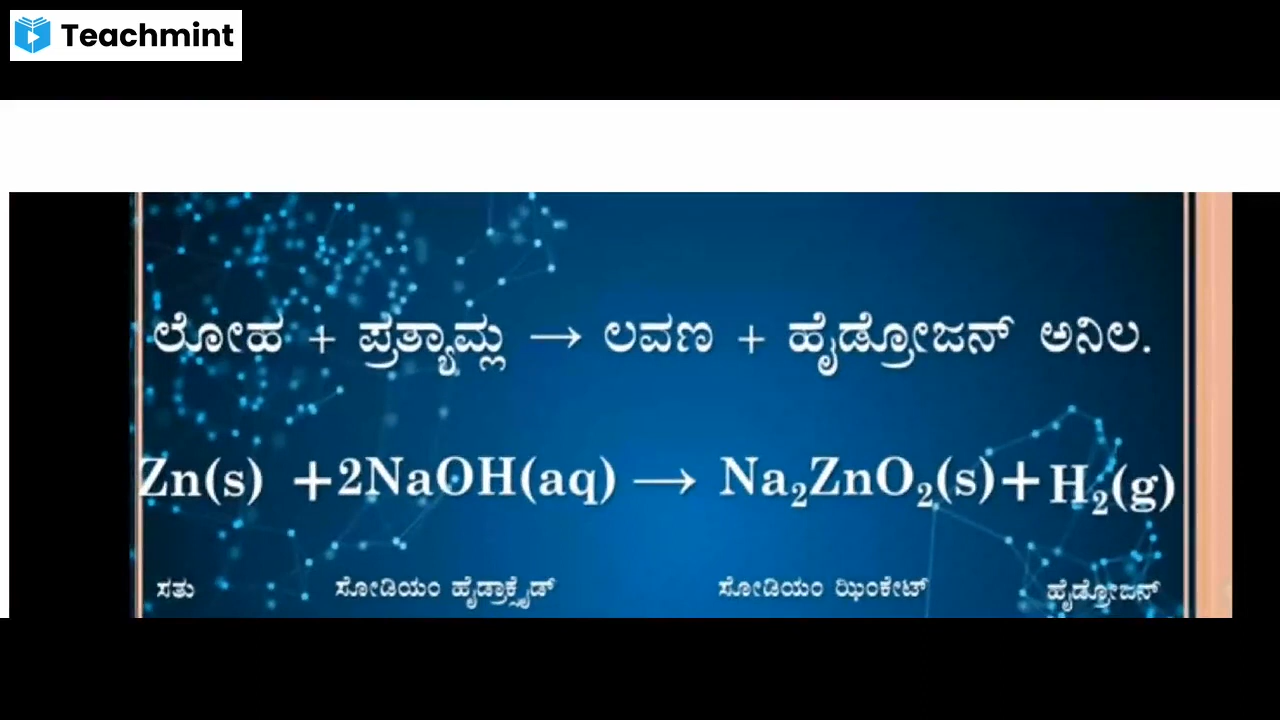 Teachmint
ಲೋಹ + ಪ್ರತ್ಯಾಮ್ಲ → ಲವಣ + ಹೈಡ್ರೋಜನ್ ಅನಿಲ.
Zn(s) +2NaOH(aq) → Na₂ZnO₂(s)+H₂(g)
ಸತು ಸೋಡಿಯಂ ಹೈಡ್ರಾಕ್ಸೈಡ್ ಸೋಡಿಯಂ ಝಿಂಕೇಟ್ ಹೈಡ್ರೋಜನ್